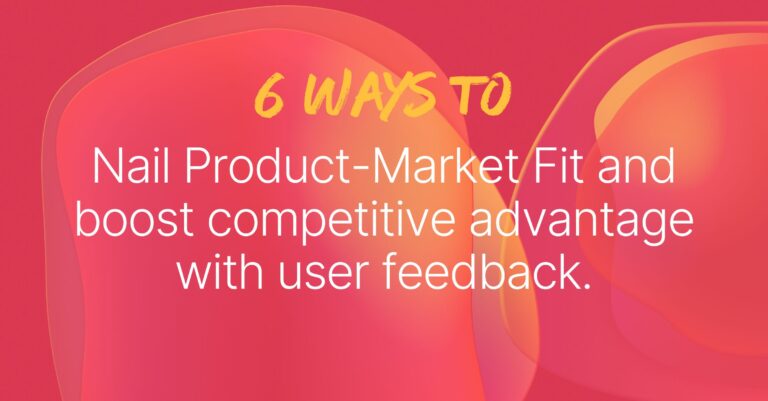 6 WAYS TO
Nail Product-Market Fit and
boost competitive advantage
with user feedback.